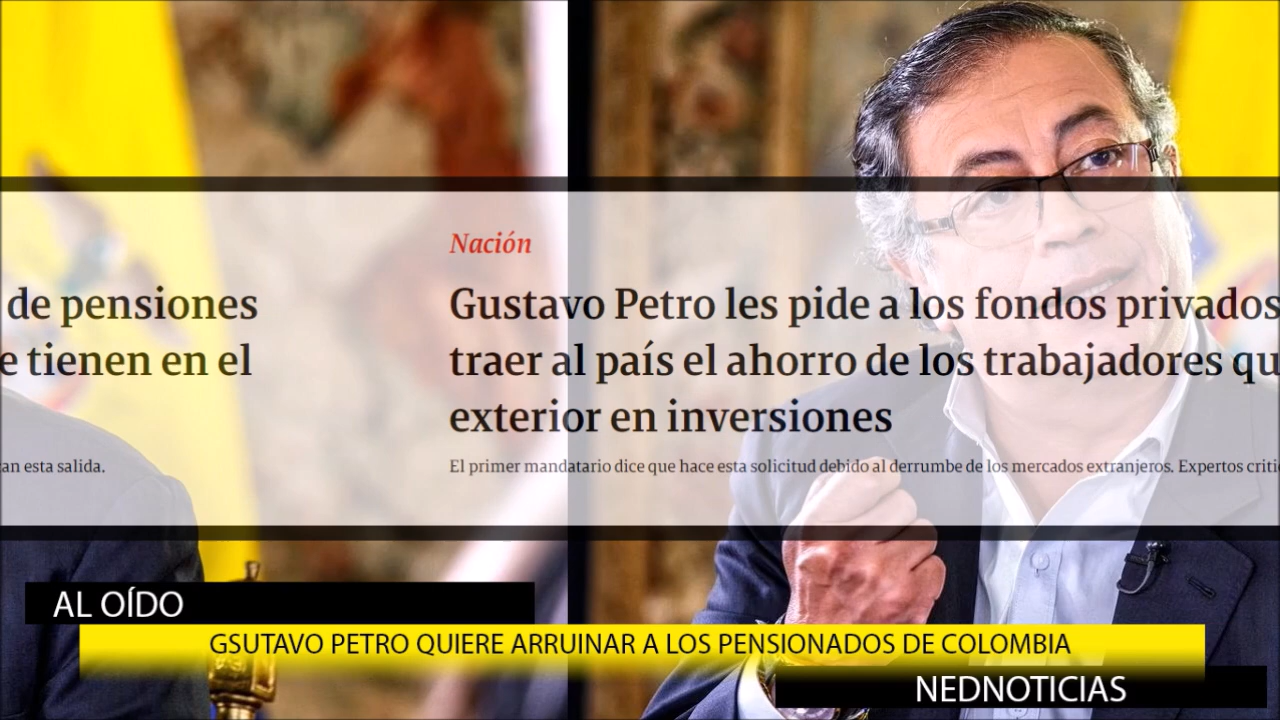 de pensiones
e tienen en el
an esta salida.
Nación
Gustavo Petro les pide a los fondos privados
traer al país el ahorro de los trabajadores qu
exterior en inversiones
El primer mandatario dice que hace esta solicitud debido al derrumbe de los mercados extranjeros. Expertos criti
AL OÍDO
GSUTAVO PETRO QUIERE ARRUINAR A LOS PENSIONADOS DE COLOMBIA
NEDNOTICIAS